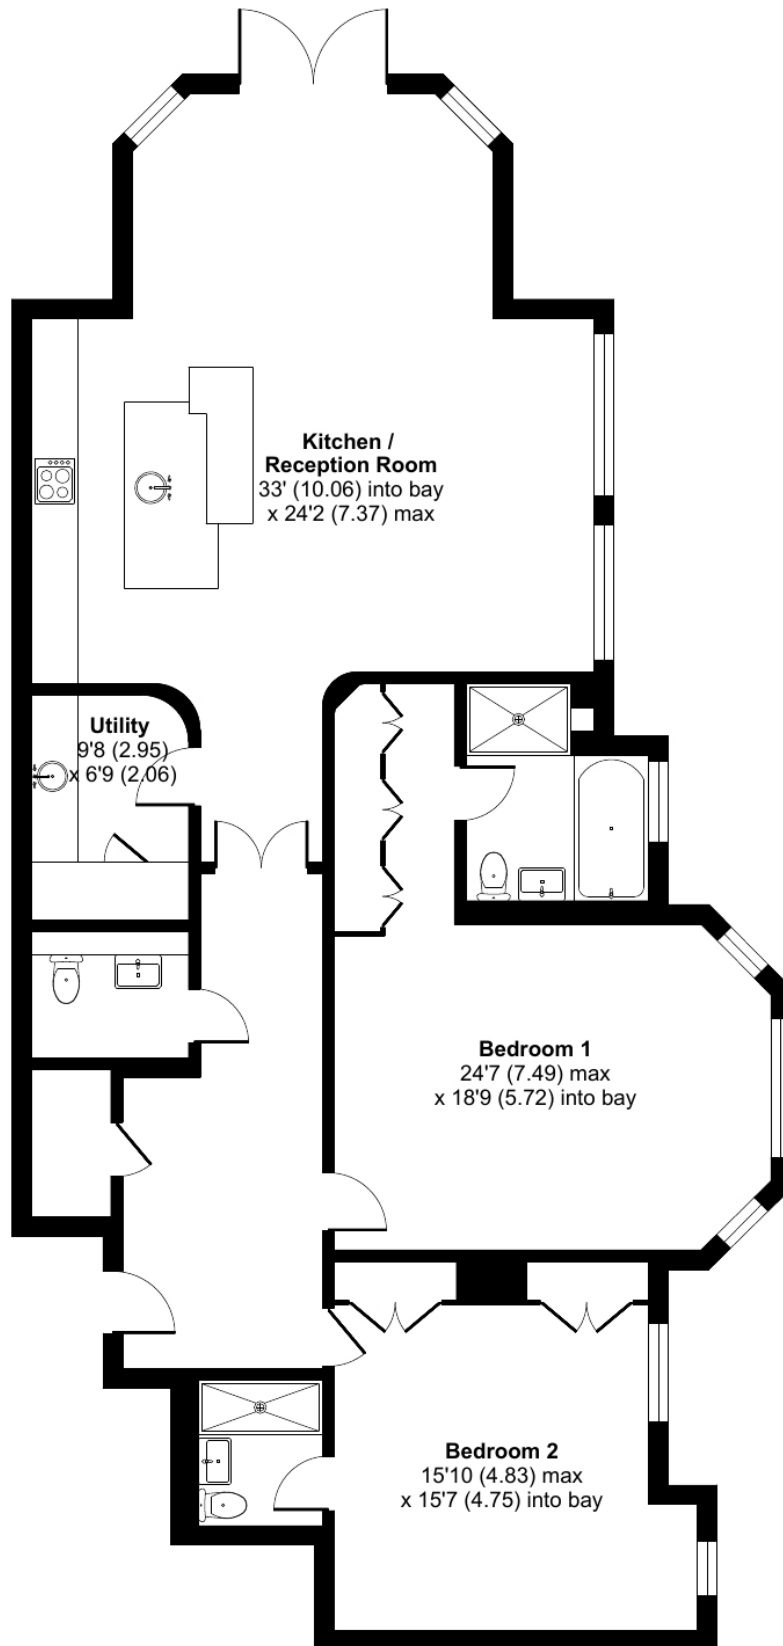 Kitchen /
Reception Room
33' (10.06) into bay
x 24'2 (7.37) max
Utility
9'8 (2.95)
x 6'9 (2.06)
Bedroom 1
24'7 (7.49) max
x 18'9 (5.72) into bay
Bedroom 2
15'10 (4.83) max
x 15'7 (4.75) into bay